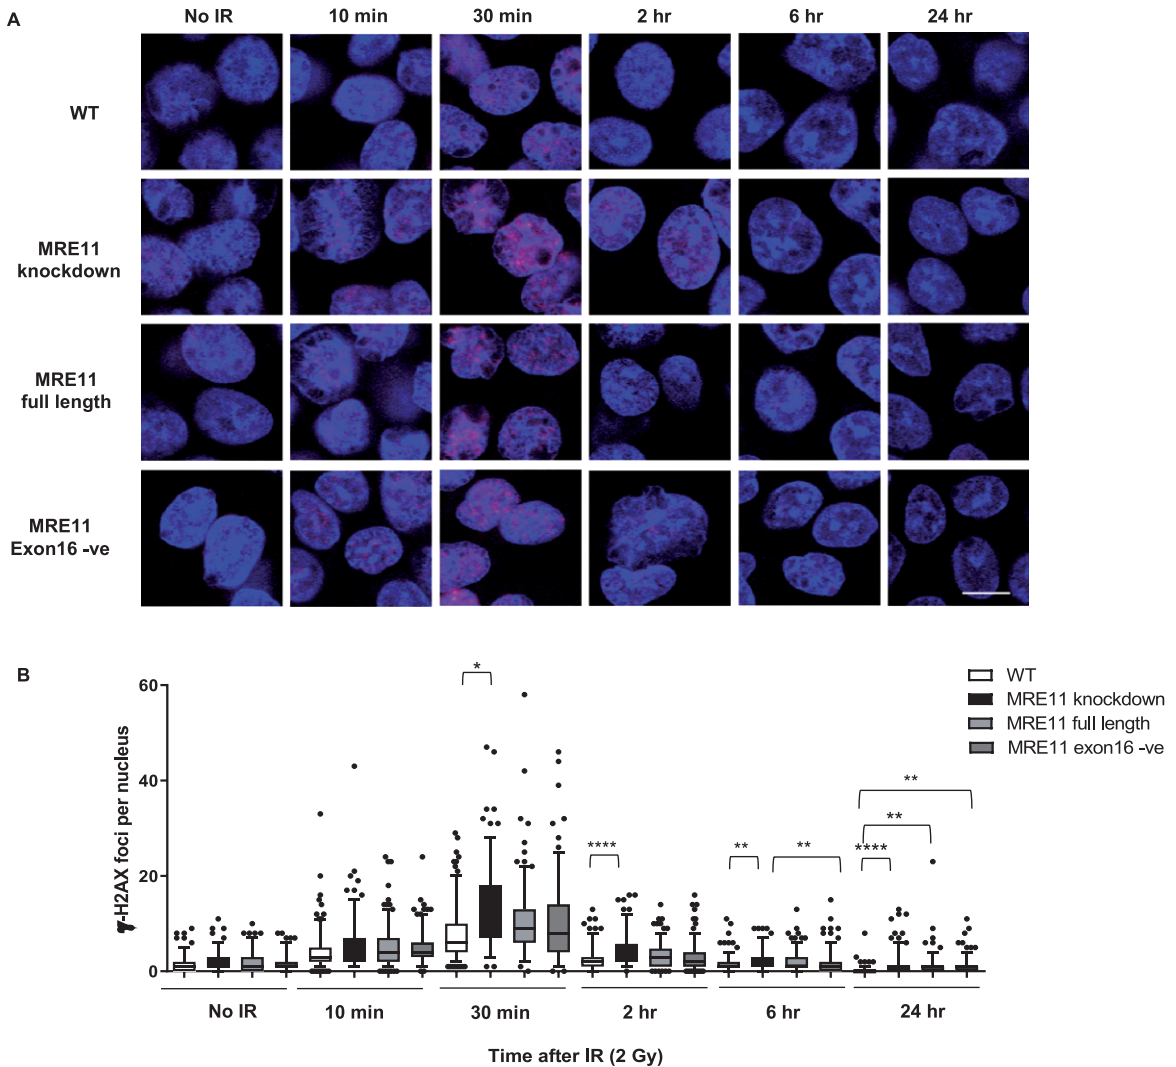 A
No IR 10 min 30 min 2 hr 6 hr 24 hr
WT
MRE11
knockdown
MRE11
full length
MRE11
Exon16 -ve
B
WT
MRE11 knockdown
MRE11 full length
MRE11 exon16 -ve
γ-H2AX foci per nucleus
60
40
20
0
*
****
** **
****
**
**
No IR 10 min 30 min 2 hr 6 hr 24 hr
Time after IR (2 Gy)